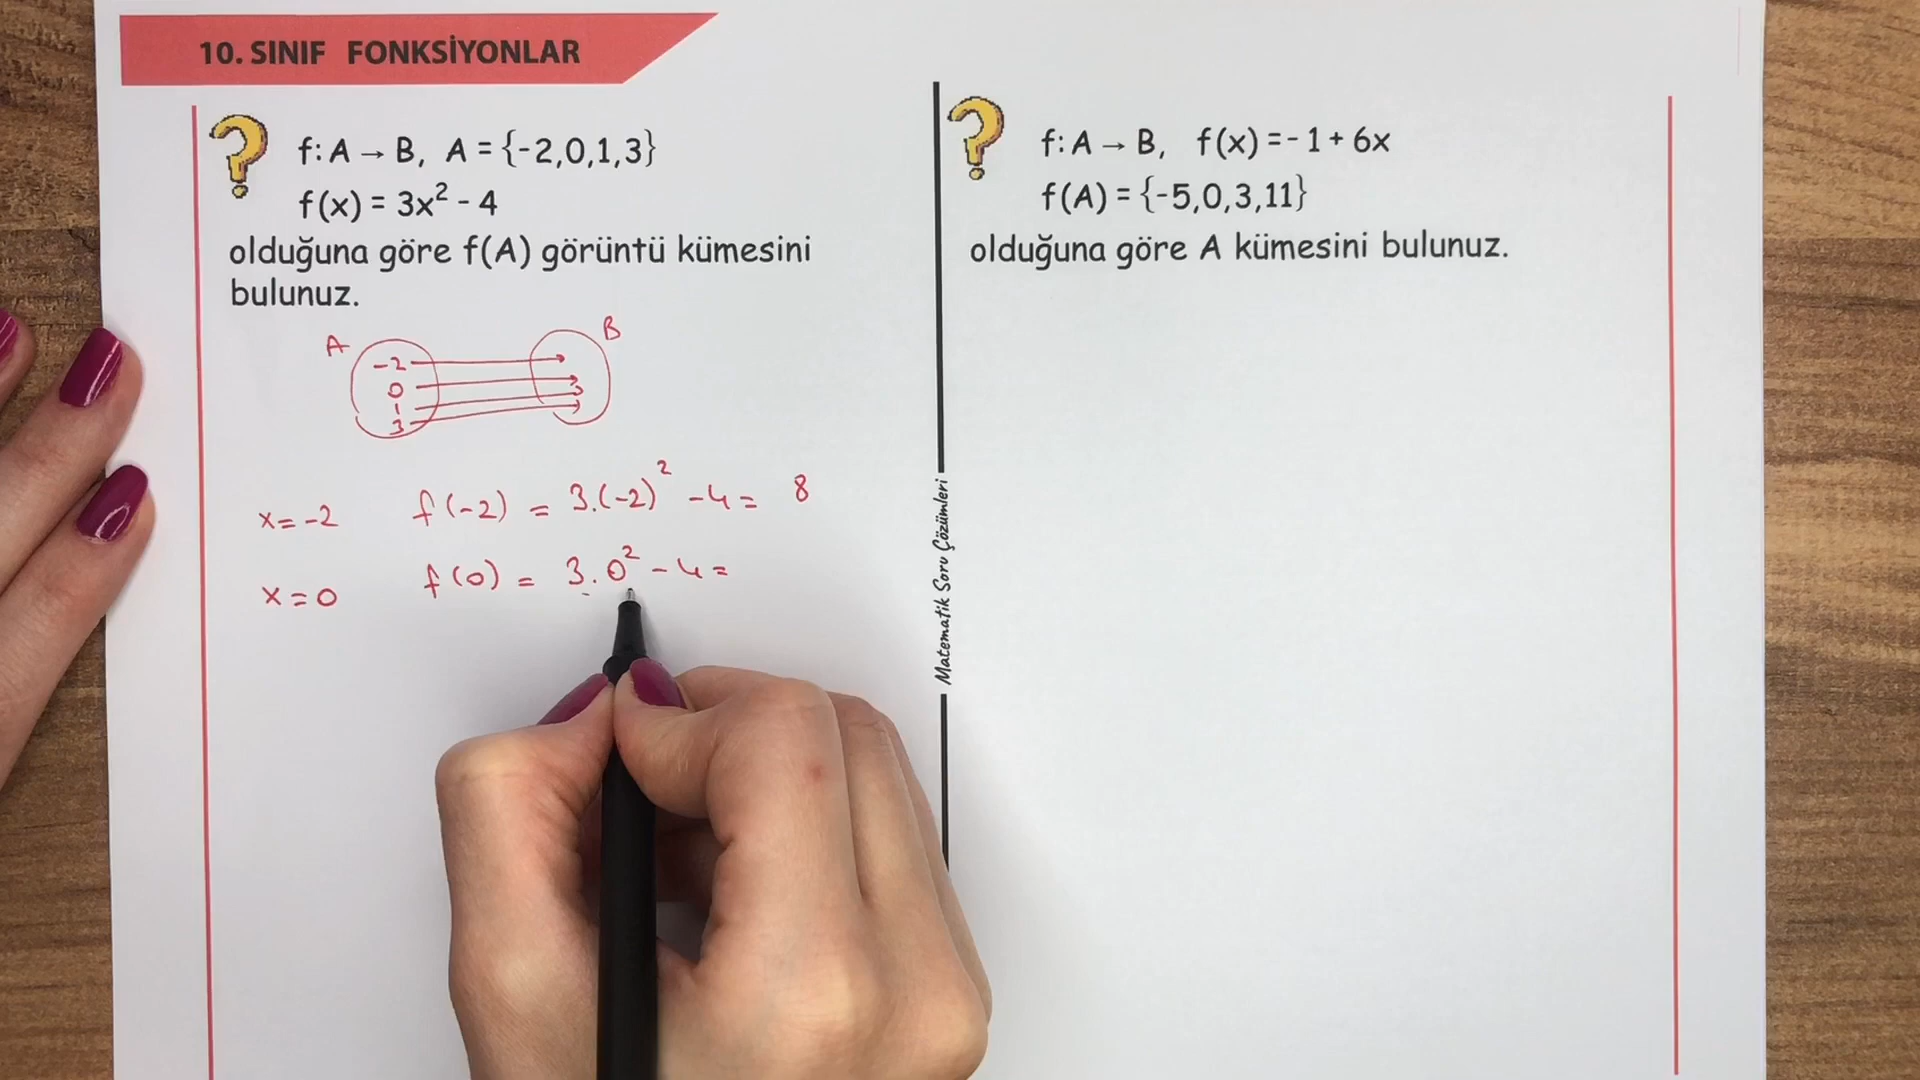 10. SINIF FONKSİYONLAR
f: A → B, A = {-2,0,1,3}
f(x) = 3x² - 4
olduğuna göre f(A) görüntü kümesini
bulunuz.
A
B
-2
0
1
3
x = -2 f(-2) = 3.(-2)² - 4 = 8
x = 0 f(0) = 3.0² - 4 =
Matematik Soru Çözümleri
f: A → B, f(x) = - 1 + 6x
f(A) = {-5,0,3,11}
olduğuna göre A kümesini bulunuz.